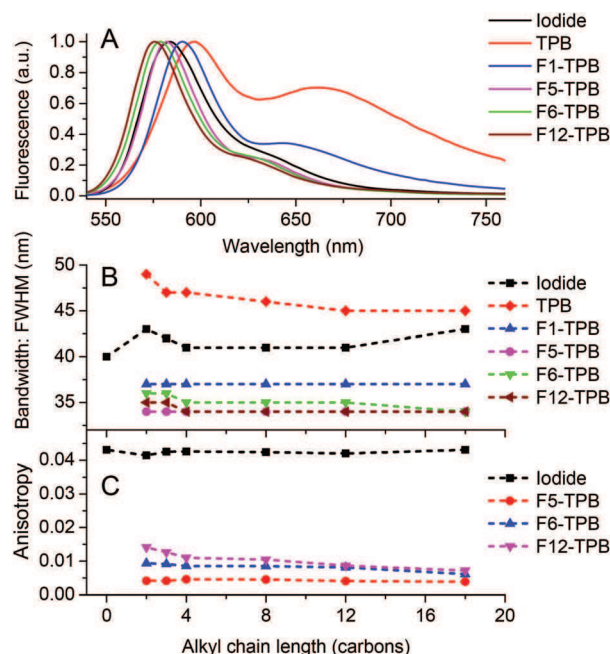 A
Fluorescence (a.u.)
1.0
0.8
0.6
0.4
0.2
0.0
550
600
650
700
750
Wavelength (nm)
Iodide
TPB
F1-TPB
F5-TPB
F6-TPB
F12-TPB
B
Bandwidth: FWHM (nm)
50
45
40
35
Iodide
TPB
F1-TPB
F5-TPB
F6-TPB
F12-TPB
C
Anisotropy
0.04
0.03
0.02
0.01
0.00
0
4
8
12
16
20
Alkyl chain length (carbons)
Iodide
F5-TPB
F6-TPB
F12-TPB